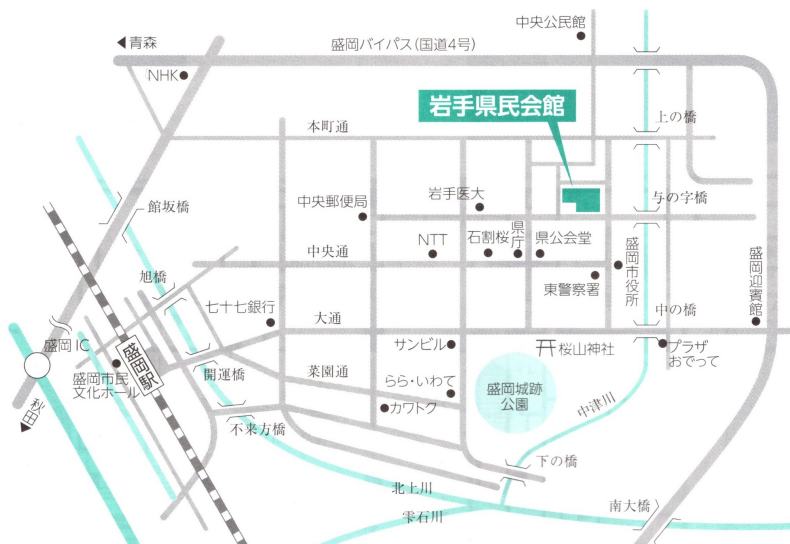 中央公民館
青森
盛岡バイパス(国道4号)
NHK
岩手県民会館
本町通
上の橋
館坂橋
中央郵便局
岩手医大
与の字橋
NTT
石割桜
県庁
県公会堂
中央通
盛岡市役所
盛岡迎賓館
旭橋
東警察署
七十七銀行
大通
中の橋
盛岡IC
盛岡駅
サンビル
桜山神社
プラザ
おでって
盛岡市民
文化ホール
開運橋
菜園通
らら・いわて
盛岡城跡
公園
カワトク
中津川
秋田
不来方橋
下の橋
北上川
雫石川
南大橋